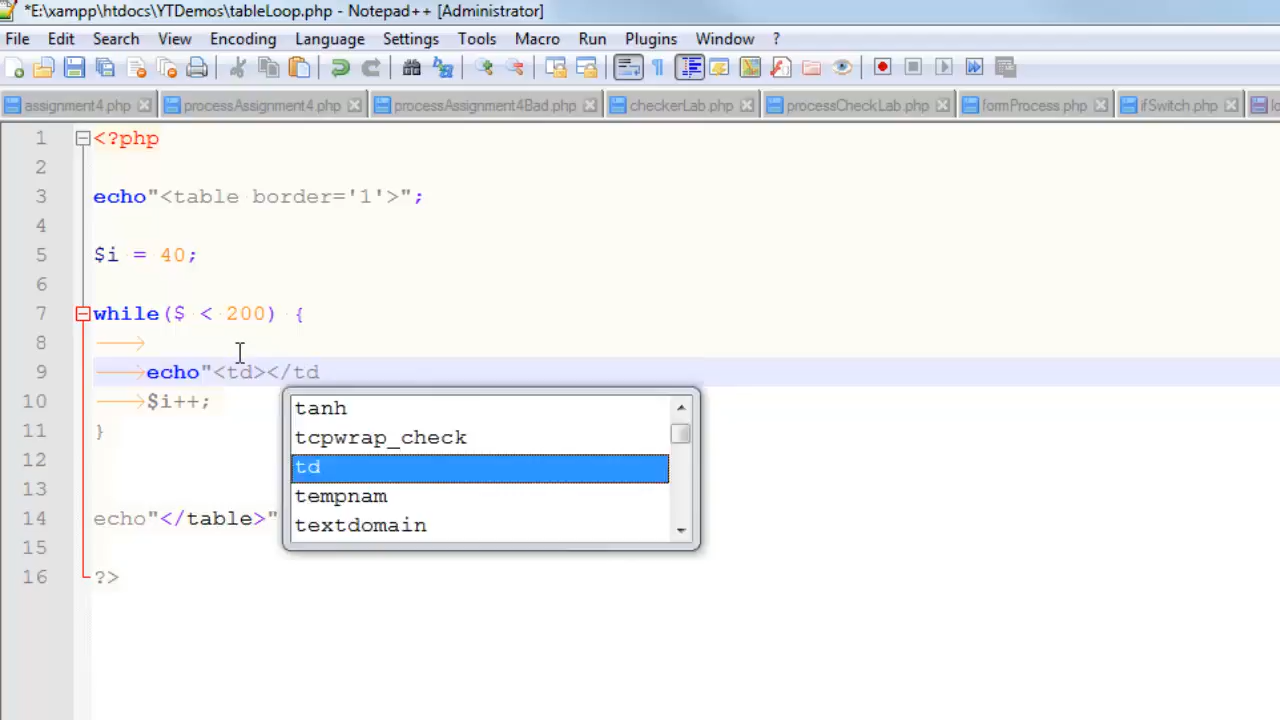 *E:\xampp\htdocs\YTDemos\tableLoop.php - Notepad++ [Administrator]
File Edit Search View Encoding Language Settings Tools Macro Run Plugins Window ?
assignment4.php processAssignment4.php processAssignment4Bad.php checkerLab.php processCheckLab.php formProcess.php ifSwitch.php
1 <?php
2
3 echo"<table border='1'>";
4
5 $i = 40;
6
7 while($ < 200) {
8
9 echo"<td></td
10 $i++;
11 }
12
13
14 echo"</table>"
15
16 ?>
tanh
tcpwrap_check
td
tempnam
textdomain